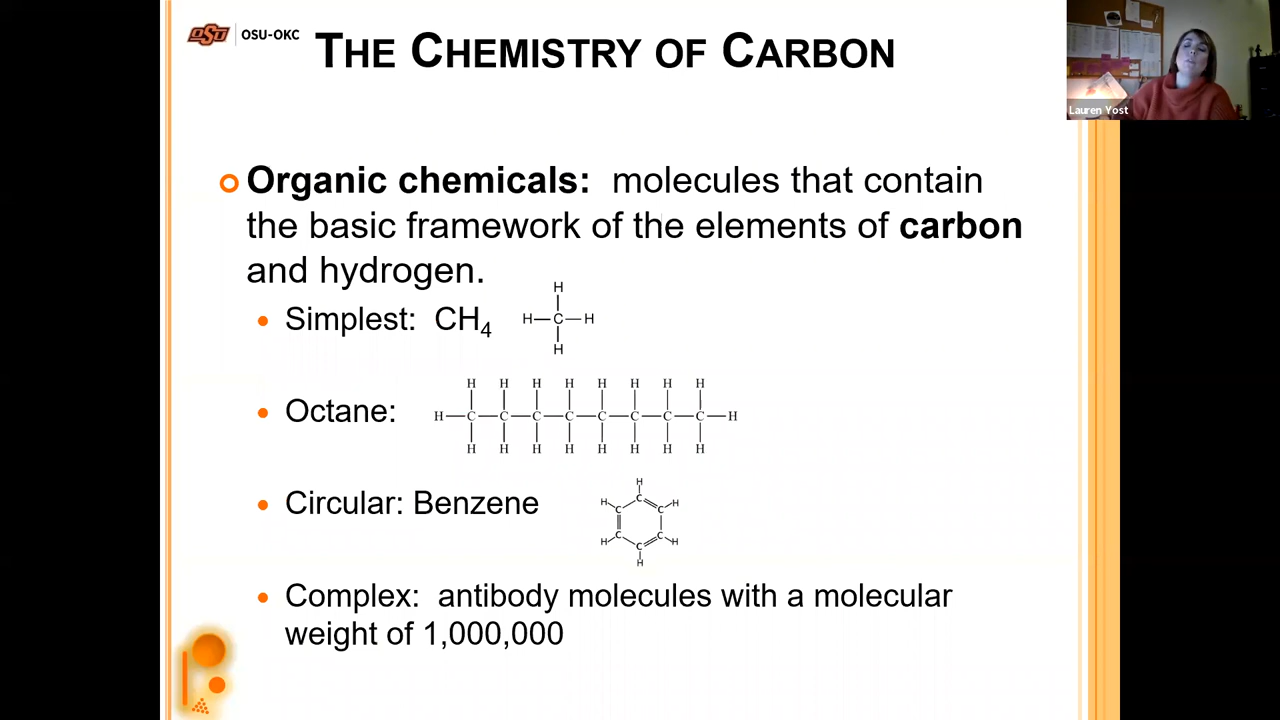 OSU | OSU-OKC
THE CHEMISTRY OF CARBON
Lauren Yost
Organic chemicals: molecules that contain
the basic framework of the elements of carbon
and hydrogen.
H
Simplest: CH4 H C H
H
H H H H H H H H
Octane: H C C C C C C C C H
H H H H H H H H
H
H C H
C C
Circular: Benzene
C C
H C H
H
Complex: antibody molecules with a molecular
weight of 1,000,000